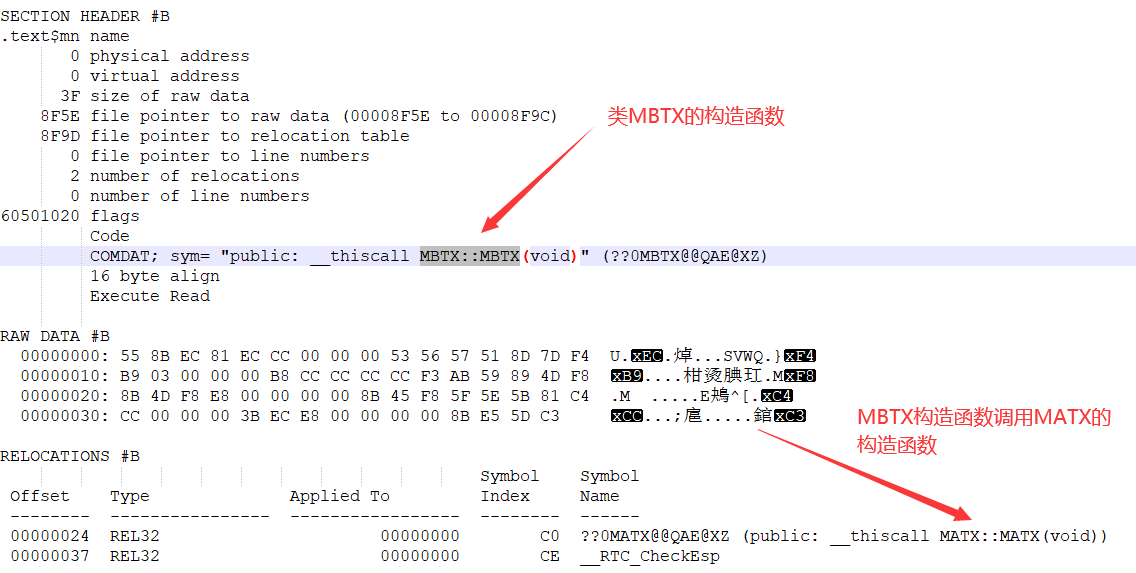 SECTION HEADER #B
.text$mn name
0 physical address
0 virtual address
3F size of raw data
8F5E file pointer to raw data (00008F5E to 00008F9C)
8F9D file pointer to relocation table
0 file pointer to line numbers
2 number of relocations
0 number of line numbers
60501020 flags
Code
COMDAT; sym= "public: __thiscall MBTX::MBTX(void)" (??0MBTX@@QAE@XZ)
16 byte align
Execute Read
类MBTX的构造函数
RAW DATA #B
00000000: 55 8B EC 81 EC CC 00 00 00 53 56 57 51 8D 7D F4 U.xEC.焯...SVWQ.}xF4
00000010: B9 03 00 00 00 B8 CC CC CC CC F3 AB 59 89 4D F8 xB9....柑烫腆玒.MxF8
00000020: 8B 4D F8 E8 00 00 00 00 8B 45 F8 5F 5E 5B 81 C4 .M .....E鳿^[.xC4
00000030: CC 00 00 00 3B EC E8 00 00 00 00 8B E5 5D C3 xCC...;扈.....錧xC3
MBTX构造函数调用MATX的
构造函数
RELOCATIONS #B
Symbol Symbol
Offset Type Applied To Index Name
-------- ---------------- ----------------- -------- ------
00000024 REL32 00000000 C0 ??0MATX@@QAE@XZ (public: __thiscall MATX::MATX(void))
00000037 REL32 00000000 CE __RTC_CheckEsp